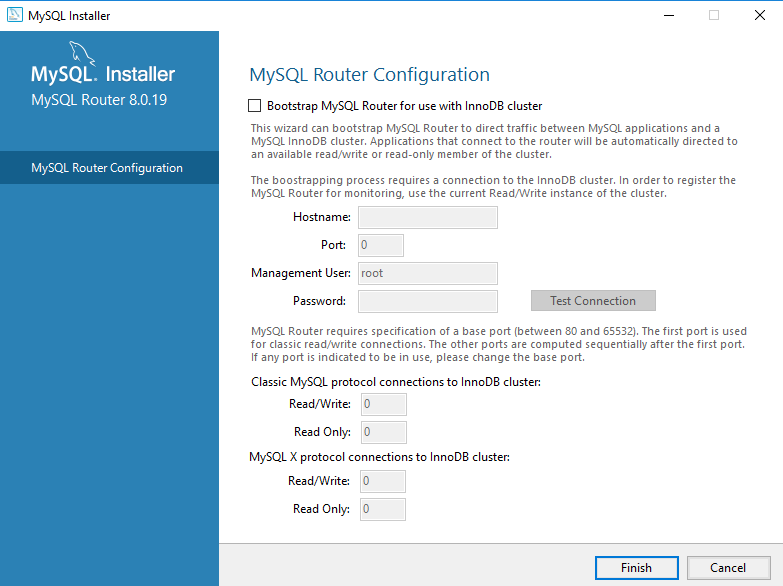 MySQL Installer
MySQL. Installer
MySQL Router 8.0.19
MySQL Router Configuration
MySQL Router Configuration
Bootstrap MySQL Router for use with InnoDB cluster
This wizard can bootstrap MySQL Router to direct traffic between MySQL applications and a
MySQL InnoDB cluster. Applications that connect to the router will be automatically directed to
an available read/write or read-only member of the cluster.
The boostrapping process requires a connection to the InnoDB cluster. In order to register the
MySQL Router for monitoring, use the current Read/Write instance of the cluster.
Hostname:
Port: 0
Management User: root
Password: Test Connection
MySQL Router requires specification of a base port (between 80 and 65532). The first port is used
for classic read/write connections. The other ports are computed sequentially after the first port.
If any port is indicated to be in use, please change the base port.
Classic MySQL protocol connections to InnoDB cluster:
Read/Write: 0
Read Only: 0
MySQL X protocol connections to InnoDB cluster:
Read/Write: 0
Read Only: 0
Finish Cancel